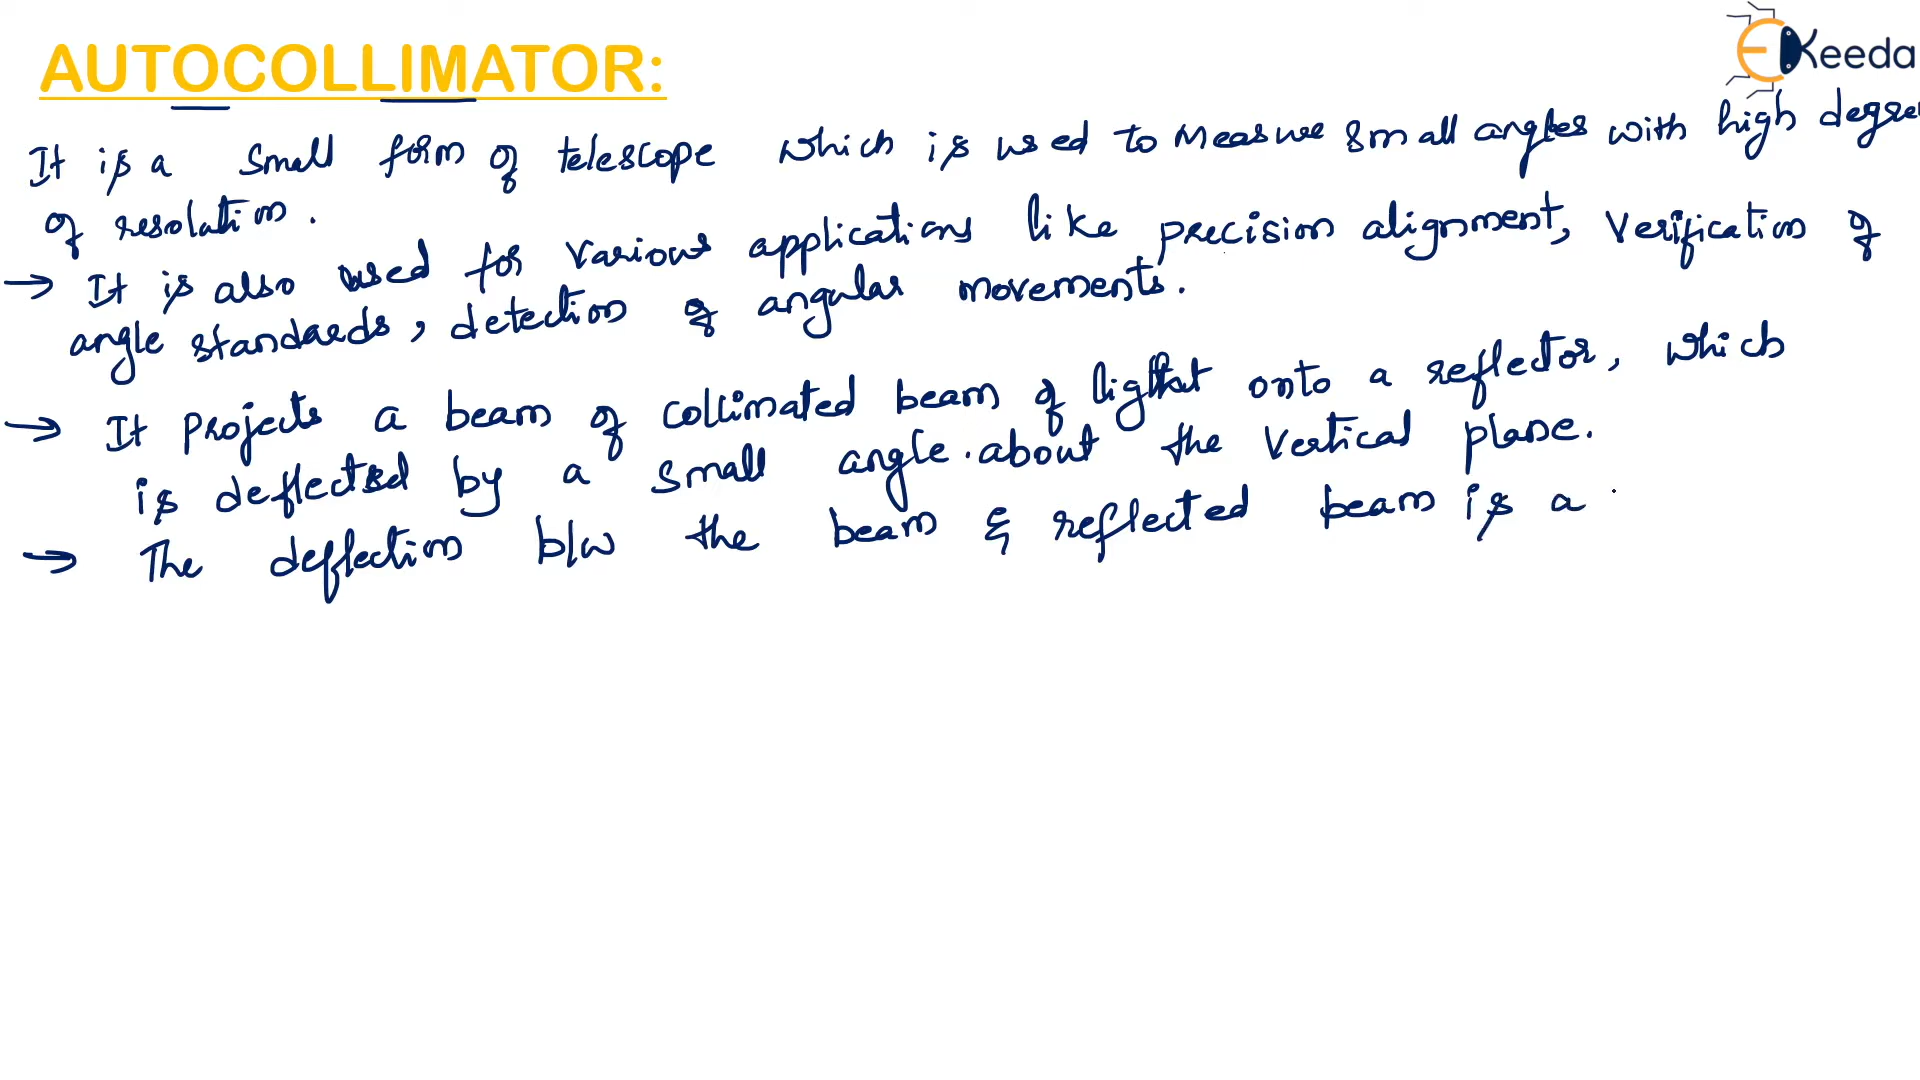 AUTOCOLLIMATOR:
EKeeda
It is a small form of telescope which is used to measure small angles with high degree
of resolution.
→ It is also used for various applications like precision alignment, verification of
angle standards, detection of angular movements.
→ It projects a beam of collimated beam of light onto a reflector, which
is deflected by a small angle. about the vertical plane.
→ The deflection b/w the beam & reflected beam is a